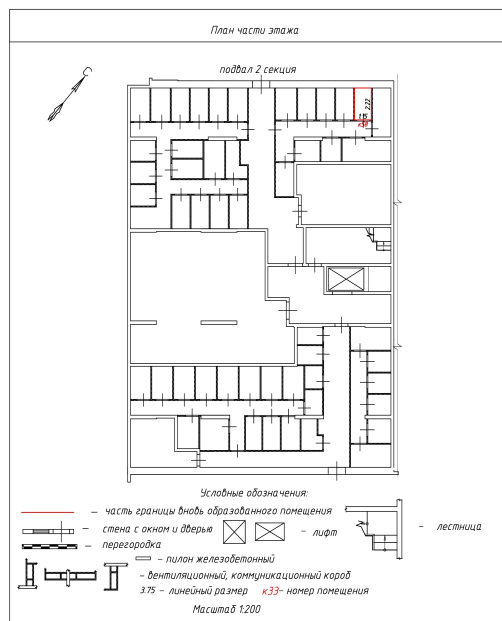 План части этажа
С
подвал 2 секция
2.22
Условные обозначения:
– часть границы вновь образованного помещения
– стена с окном и дверью
– лифт
– лестница
– перегородка
– пилон железобетонный
– вентиляционный, коммуникационный короб
3.75 – линейный размер кЗЗ– номер помещения
Масштаб 1:200